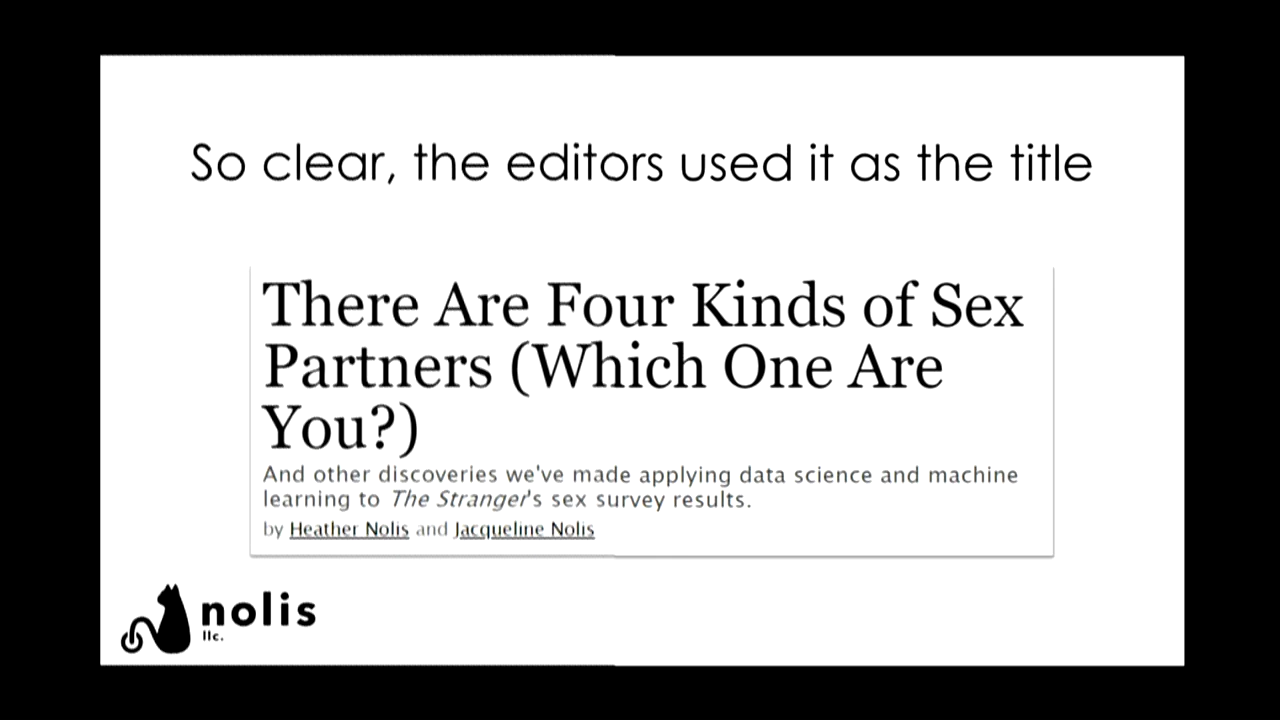 So clear, the editors used it as the title
There Are Four Kinds of Sex
Partners (Which One Are
You?)
And other discoveries we've made applying data science and machine
learning to The Stranger's sex survey results.
by Heather Nolis and Jacqueline Nolis
nolis
llc.